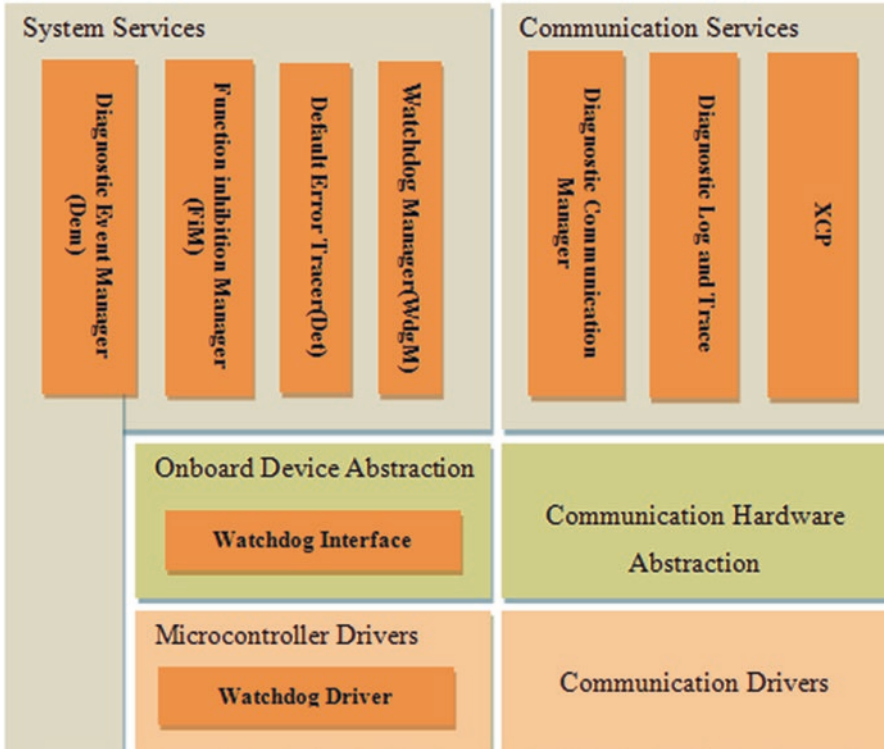 System Services
Diagnostic Event Manager
(Dem)
Function inhibition Manager
(FiM)
Default Error Tracer(Det)
Watchdog Manager(WdgM)
Communication Services
Diagnostic Communication
Manager
Diagnostic Log and Trace
XCP
Onboard Device Abstraction
Watchdog Interface
Communication Hardware
Abstraction
Microcontroller Drivers
Watchdog Driver
Communication Drivers